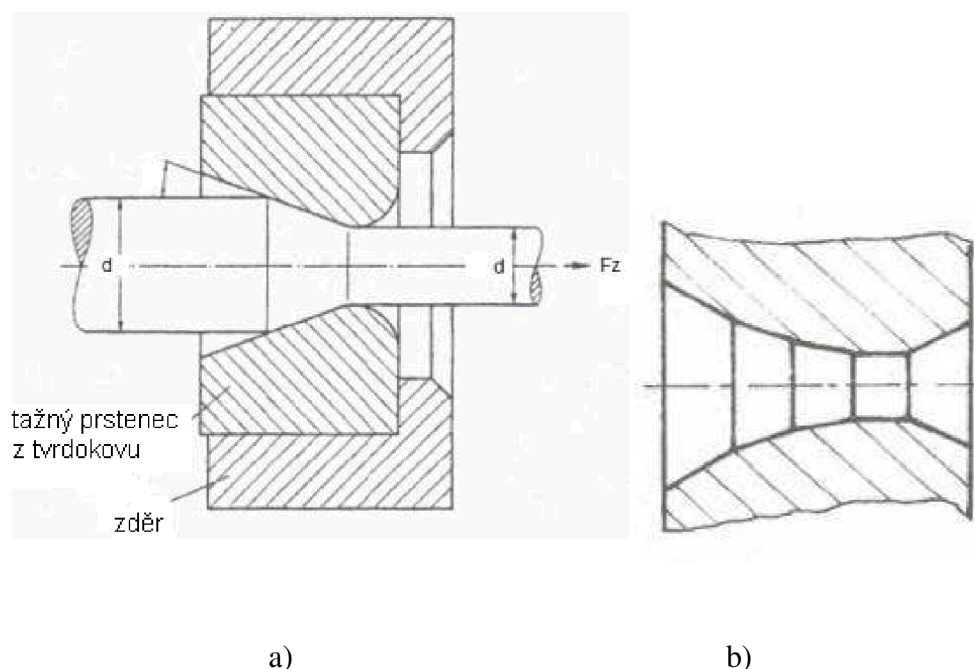 d
d
Fz
tažný prstenec
z tvrdokovu
zděr
a)
b)